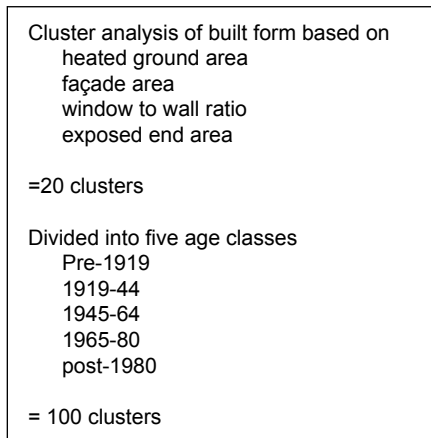 Cluster analysis of built form based on
heated ground area
façade area
window to wall ratio
exposed end area
=20 clusters
Divided into five age classes
Pre-1919
1919-44
1945-64
1965-80
post-1980
= 100 clusters